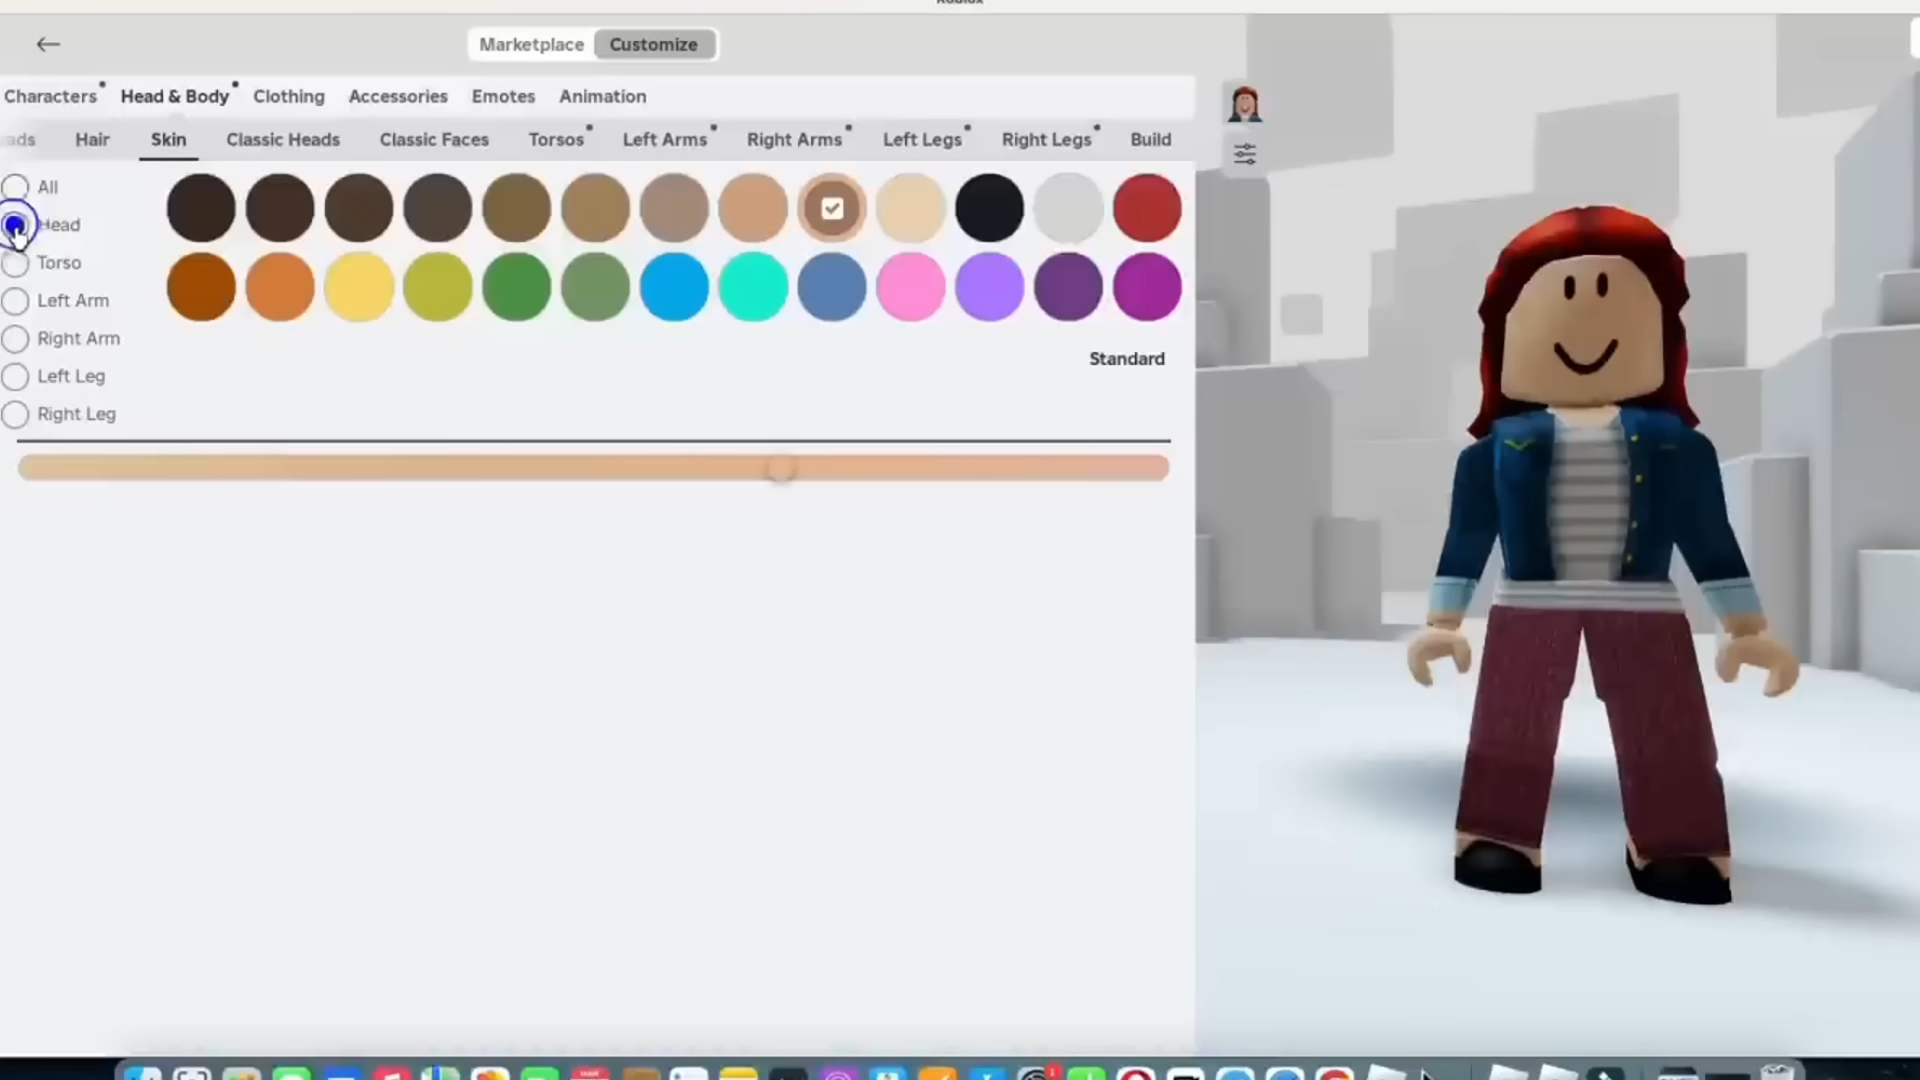 Marketplace Customize
Characters Head & Body Clothing Accessories Emotes Animation
ads Hair Skin Classic Heads Classic Faces Torsos Left Arms Right Arms Left Legs Right Legs Build
All
Head
Torso
Left Arm
Right Arm
Left Leg
Right Leg
Standard